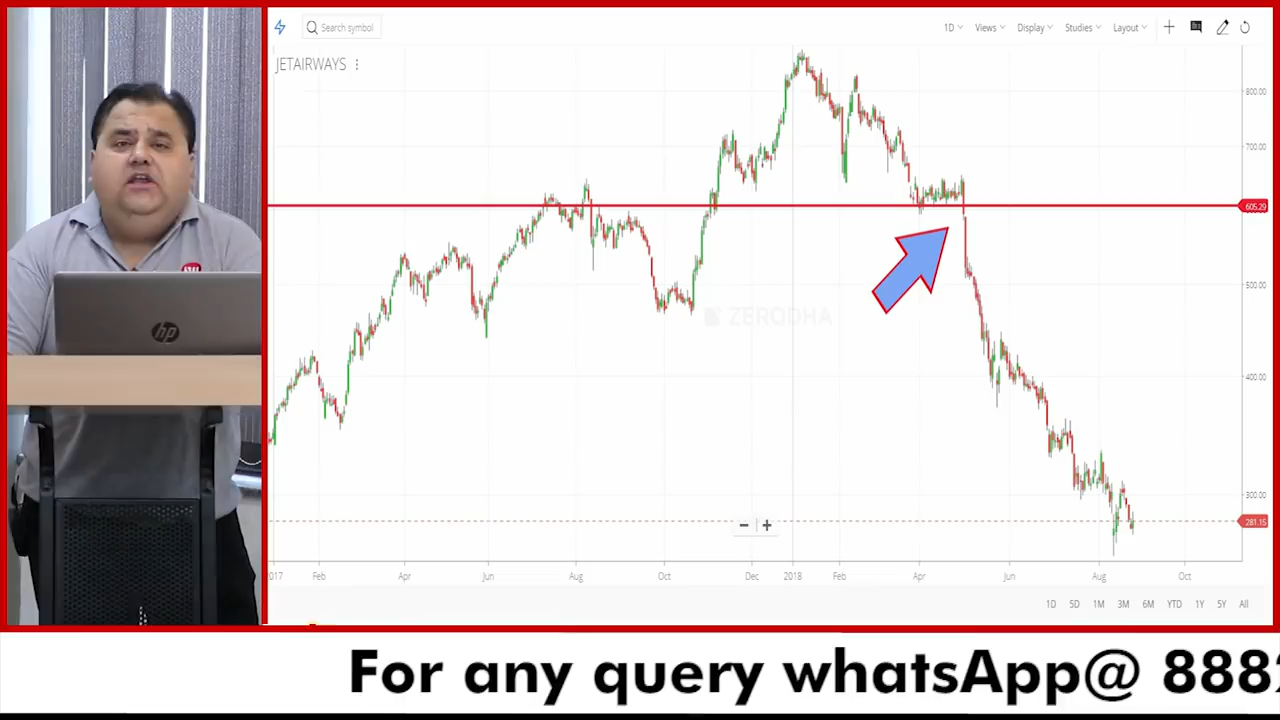 Search symbol
1D Views Display Studies Layout
JETAIRWAYS
800.00
700.00
605.29
500.00
400.00
300.00
281.15
ZERODHA
hp
2017 Feb Apr Jun Aug Oct Dec 2018 Feb Apr Jun Aug Oct
1D 5D 1M 3M 6M YTD 1Y 5Y All
For any query whatsApp@ 888